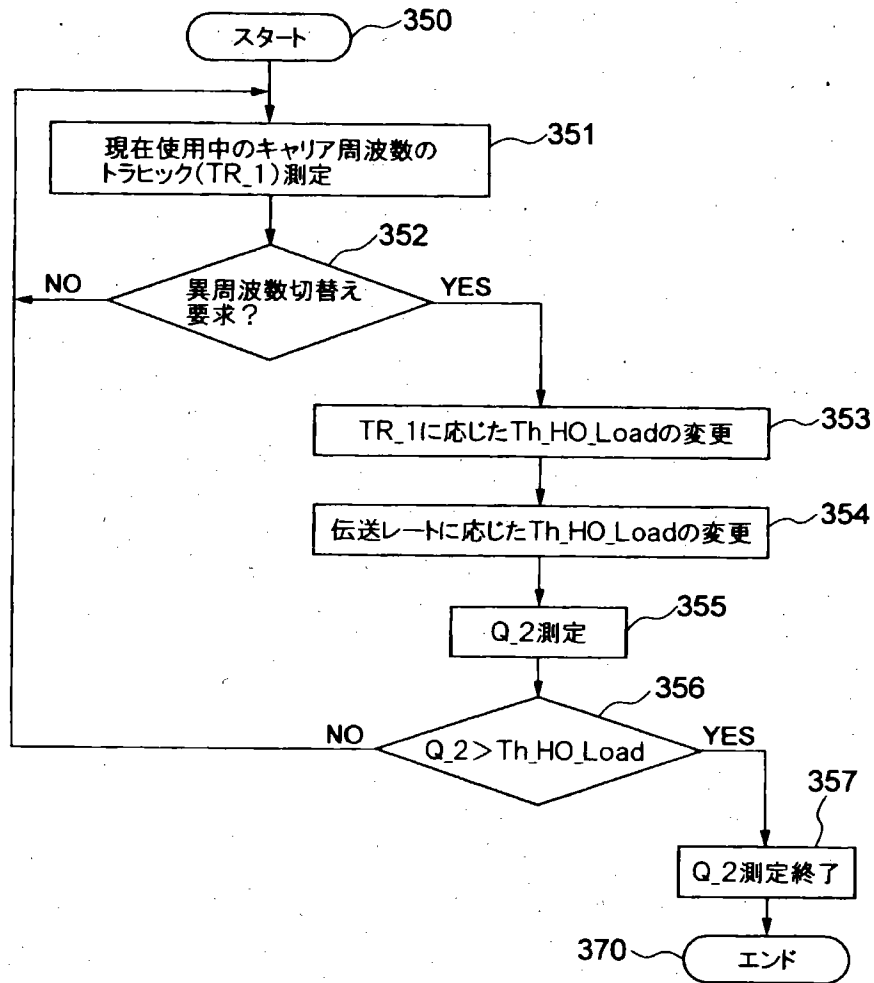 スタート
350
現在使用中のキャリア周波数の
トラヒック(TR_1)測定
351
352
異周波数切替え
要求？
NO
YES
TR_1に応じたTh_HO_Loadの変更
353
伝送レートに応じたTh_HO_Loadの変更
354
Q_2測定
355
356
NO
Q_2＞Th_HO_Load
YES
357
Q_2測定終了
370
エンド